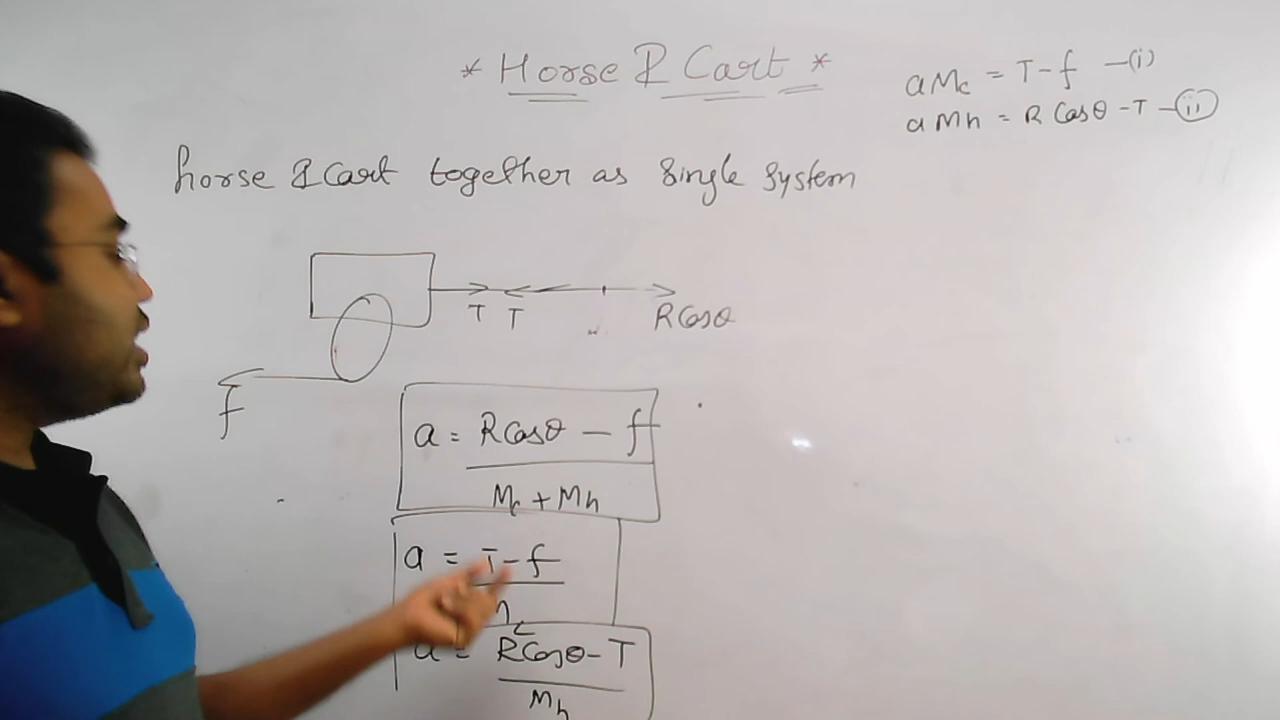 * Horse & Cart *
aMc = T - f —(i)
aMh = R Cosθ - T —(ii)
horse & Cart together as Single System
T T RCosθ
f
a = RCosθ - f
Mc + Mh
a = T - f
Mc
a = RCosθ - T
Mh